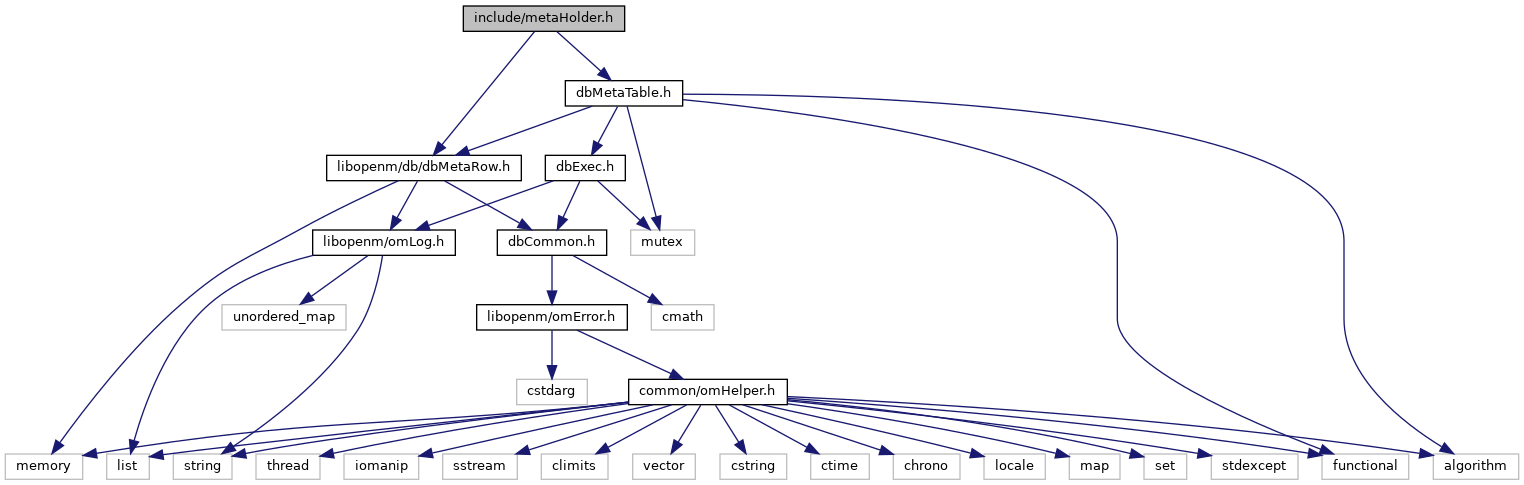 include/metaHolder.h
dbMetaTable.h
libopenm/db/dbMetaRow.h
dbExec.h
libopenm/omLog.h
dbCommon.h
mutex
unordered_map
libopenm/omError.h
cmath
cstdarg
common/omHelper.h
memory
list
string
thread
iomanip
sstream
climits
vector
cstring
ctime
chrono
locale
map
set
stdexcept
functional
algorithm